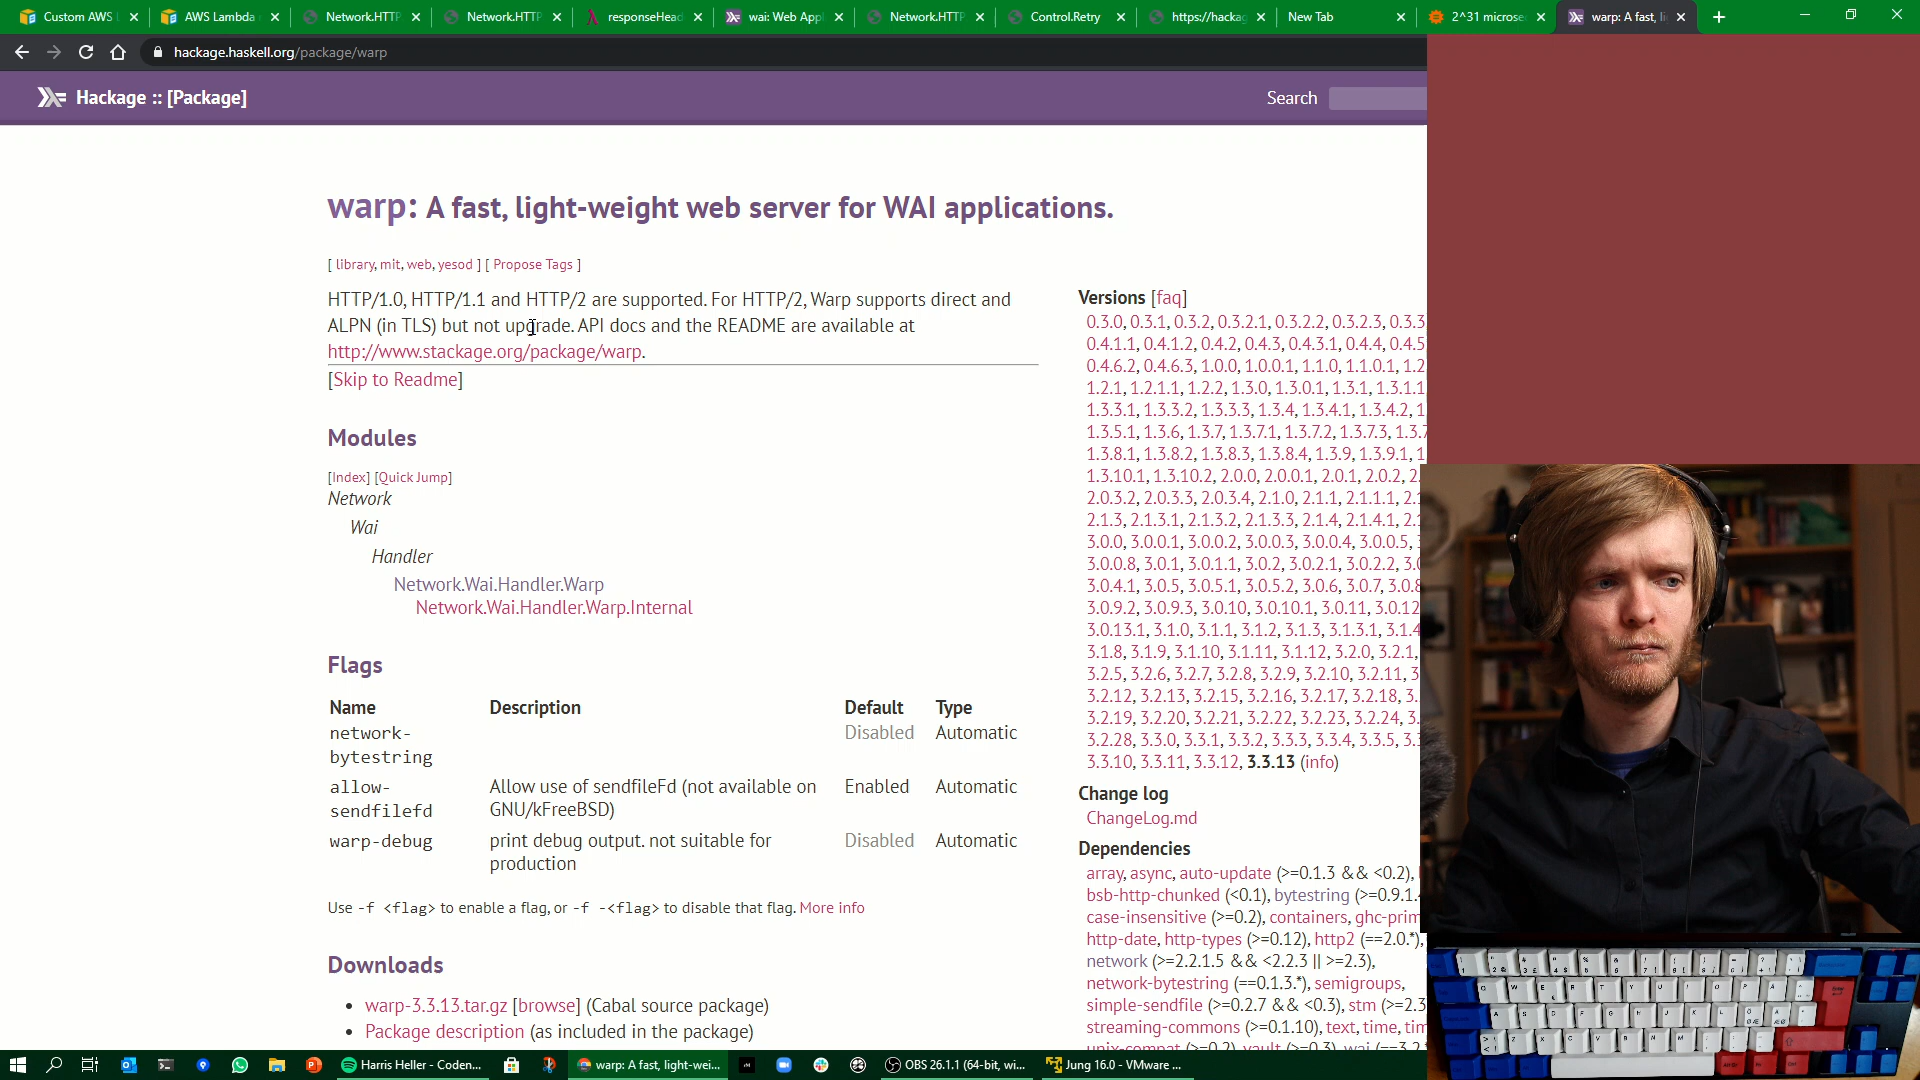 Custom AWS L
AWS Lambda
Network.HTTP
Network.HTTP
responseHead
wai: Web Appl
Network.HTTP
Control.Retry
https://hackag
New Tab
2^31 microse
warp: A fast, li
hackage.haskell.org/package/warp
Hackage :: [Package]
Search
warp: A fast, light-weight web server for WAI applications.
[ library, mit, web, yesod ] [ Propose Tags ]
HTTP/1.0, HTTP/1.1 and HTTP/2 are supported. For HTTP/2, Warp supports direct and
ALPN (in TLS) but not upgrade. API docs and the README are available at
http://www.stackage.org/package/warp.
[Skip to Readme]
Modules
[Index] [Quick Jump]
Network
Wai
Handler
Network.Wai.Handler.Warp
Network.Wai.Handler.Warp.Internal
Flags
Name Description Default Type
network-
bytestring Disabled Automatic
allow-
sendfilefd Allow use of sendfileFd (not available on
GNU/kFreeBSD) Enabled Automatic
warp-debug print debug output. not suitable for
production Disabled Automatic
Use -f <flag> to enable a flag, or -f -<flag> to disable that flag. More info
Downloads
• warp-3.3.13.tar.gz [browse] (Cabal source package)
• Package description (as included in the package)
Versions [faq]
0.3.0, 0.3.1, 0.3.2, 0.3.2.1, 0.3.2.2, 0.3.2.3, 0.3.3
0.4.1.1, 0.4.1.2, 0.4.2, 0.4.3, 0.4.3.1, 0.4.4, 0.4.5
0.4.6.2, 0.4.6.3, 1.0.0, 1.0.0.1, 1.1.0, 1.1.0.1, 1.2
1.2.1, 1.2.1.1, 1.2.2, 1.3.0, 1.3.0.1, 1.3.1, 1.3.1.1
1.3.3.1, 1.3.3.2, 1.3.3.3, 1.3.4, 1.3.4.1, 1.3.4.2, 1
1.3.5.1, 1.3.6, 1.3.7, 1.3.7.1, 1.3.7.2, 1.3.7.3, 1.3.7
1.3.8.1, 1.3.8.2, 1.3.8.3, 1.3.8.4, 1.3.9, 1.3.9.1, 1
1.3.10.1, 1.3.10.2, 2.0.0, 2.0.0.1, 2.0.1, 2.0.2, 2.
2.0.3.2, 2.0.3.3, 2.0.3.4, 2.1.0, 2.1.1, 2.1.1.1, 2.1
2.1.3, 2.1.3.1, 2.1.3.2, 2.1.3.3, 2.1.4, 2.1.4.1, 2.1
3.0.0, 3.0.0.1, 3.0.0.2, 3.0.0.3, 3.0.0.4, 3.0.0.5, 3
3.0.0.8, 3.0.1, 3.0.1.1, 3.0.2, 3.0.2.1, 3.0.2.2, 3.0
3.0.4.1, 3.0.5, 3.0.5.1, 3.0.5.2, 3.0.6, 3.0.7, 3.0.8
3.0.9.2, 3.0.9.3, 3.0.10, 3.0.10.1, 3.0.11, 3.0.12
3.0.13.1, 3.1.0, 3.1.1, 3.1.2, 3.1.3, 3.1.3.1, 3.1.4
3.1.8, 3.1.9, 3.1.10, 3.1.11, 3.1.12, 3.2.0, 3.2.1,
3.2.5, 3.2.6, 3.2.7, 3.2.8, 3.2.9, 3.2.10, 3.2.11, 3
3.2.12, 3.2.13, 3.2.15, 3.2.16, 3.2.17, 3.2.18, 3.
3.2.19, 3.2.20, 3.2.21, 3.2.22, 3.2.23, 3.2.24, 3.
3.2.28, 3.3.0, 3.3.1, 3.3.2, 3.3.3, 3.3.4, 3.3.5, 3.
3.3.10, 3.3.11, 3.3.12, 3.3.13 (info)
Change log
ChangeLog.md
Dependencies
array, async, auto-update (>=0.1.3 && <0.2),
bsb-http-chunked (<0.1), bytestring (>=0.9.1.
case-insensitive (>=0.2), containers, ghc-prim
http-date, http-types (>=0.12), http2 (==2.0.*),
network (>=2.2.1.5 && <2.2.3 || >=2.3),
network-bytestring (==0.1.3.*), semigroups,
simple-sendfile (>=0.2.7 && <0.3), stm (>=2.3
streaming-commons (>=0.1.10), text, time, tim
unix-compat (>=0.2), vault (>=0.3), wai (==3.2.*
Harris Heller - Coden...
warp: A fast, light-wei...
OBS 26.1.1 (64-bit, wi...
Jung 16.0 - VMware ...